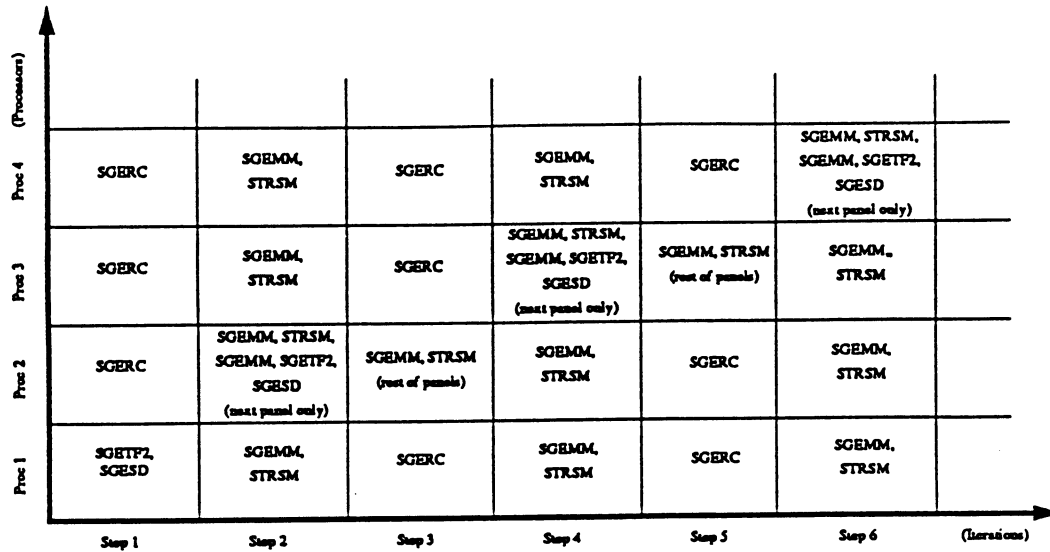 (Processors)
Proc 4
SGERC
SGEMM,
STRSM
SGERC
SGEMM,
STRSM
SGERC
SGEMM, STRSM,
SGEMM, SGETF2,
SGESD
(next panel only)
Proc 3
SGERC
SGEMM,
STRSM
SGERC
SGEMM, STRSM,
SGEMM, SGETF2,
SGESD
(next panel only)
SGEMM, STRSM
(rest of panels)
SGEMM,
STRSM
Proc 2
SGERC
SGEMM, STRSM,
SGEMM, SGETF2,
SGESD
(next panel only)
SGEMM, STRSM
(rest of panels)
SGEMM,
STRSM
SGERC
SGEMM,
STRSM
Proc 1
SGETF2,
SGESD
SGEMM,
STRSM
SGERC
SGEMM,
STRSM
SGERC
SGEMM,
STRSM
Step 1
Step 2
Step 3
Step 4
Step 5
Step 6
(Iterations)